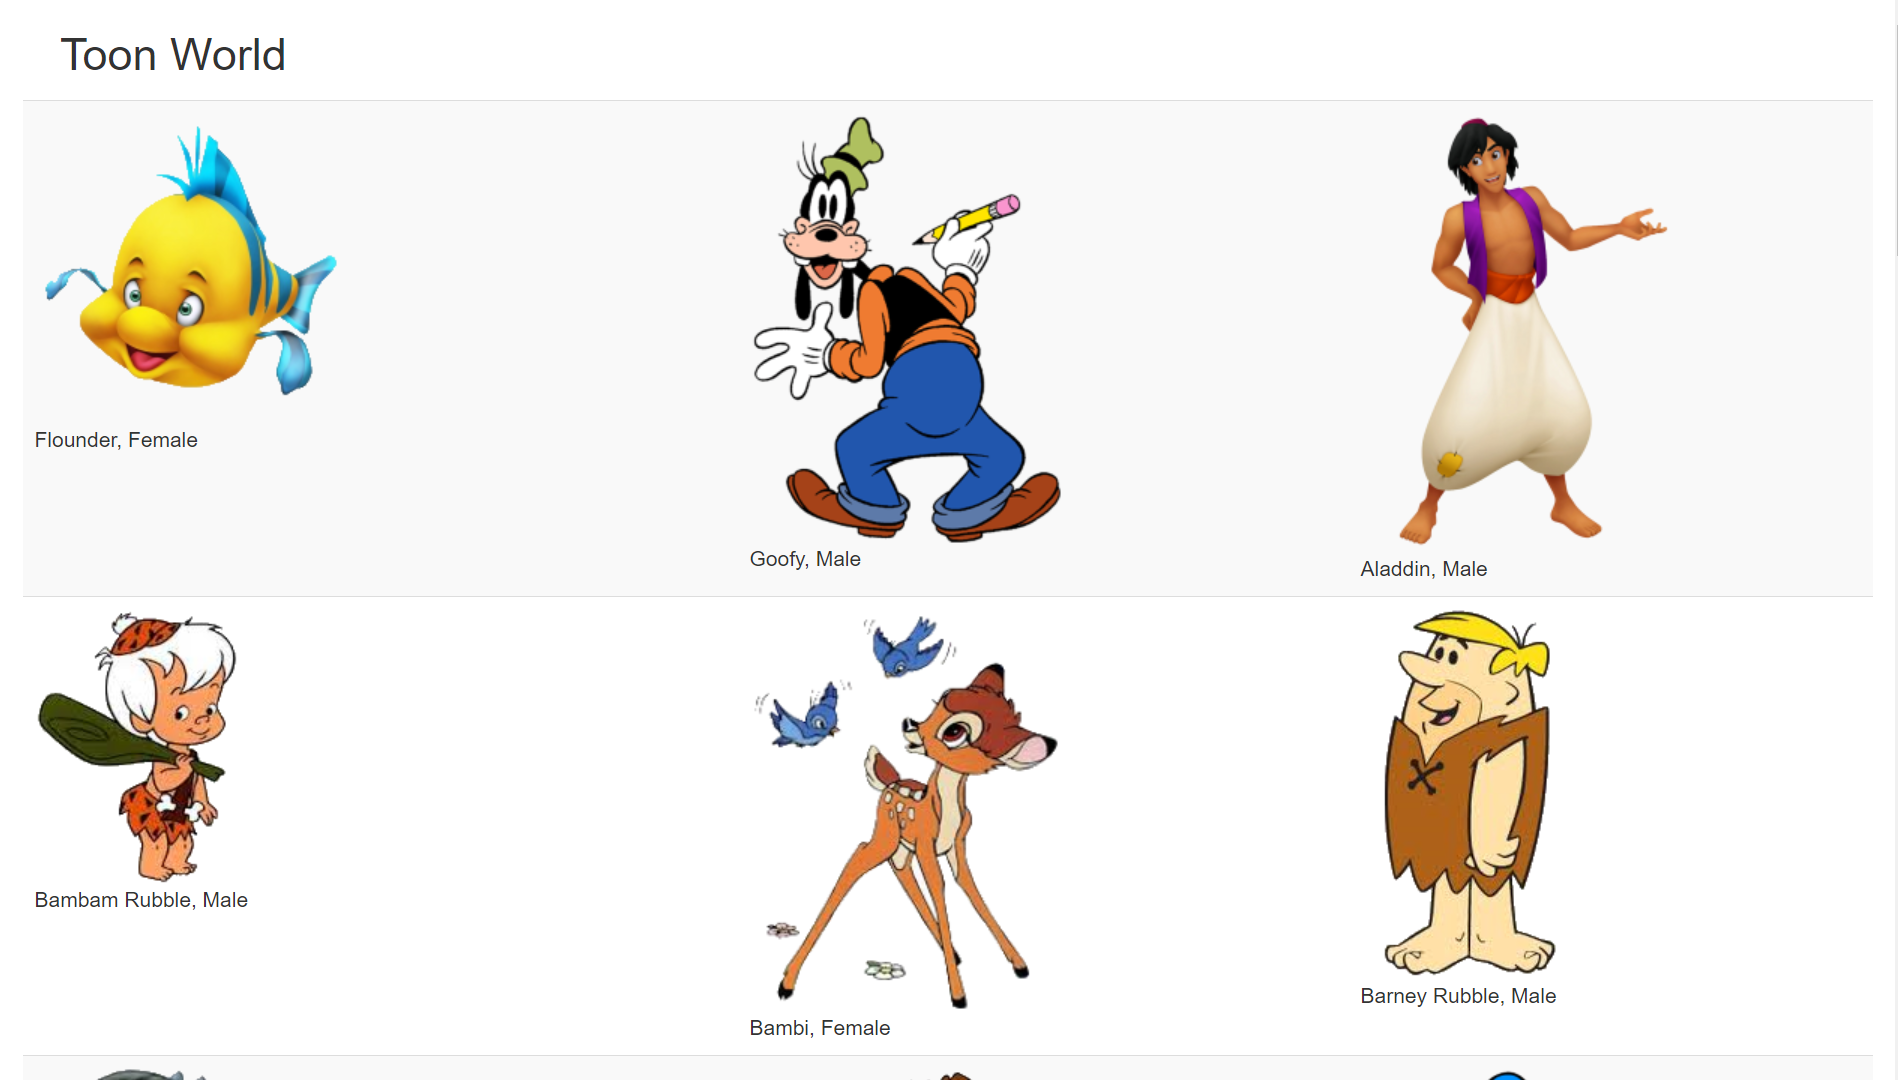 Toon World
Flounder, Female
Goofy, Male
Aladdin, Male
Bambam Rubble, Male
Bambi, Female
Barney Rubble, Male